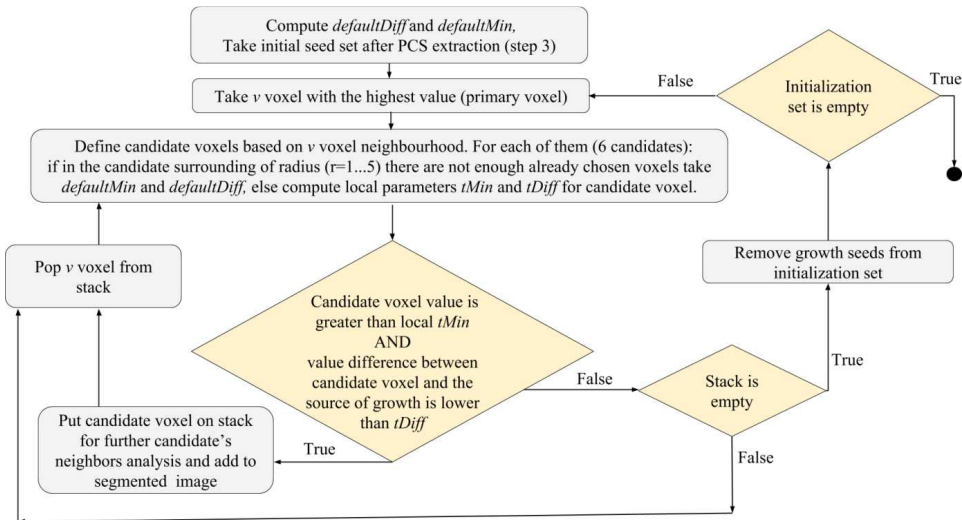 Compute defaultDiff and defaultMin,
Take initial seed set after PCS extraction (step 3)
Take v voxel with the highest value (primary voxel)
False
Initialization
set is empty
True
Define candidate voxels based on v voxel neighbourhood. For each of them (6 candidates):
if in the candidate surrounding of radius (r=1...5) there are not enough already chosen voxels take
defaultMin and defaultDiff, else compute local parameters tMin and tDiff for candidate voxel.
Pop v voxel from
stack
Remove growth seeds from
initialization set
Candidate voxel value is
greater than local tMin
AND
value difference between
candidate voxel and the
source of growth is lower
than tDiff
False
Stack is
empty
True
Put candidate voxel on stack
for further candidate's
neighbors analysis and add to
segmented image
True
False